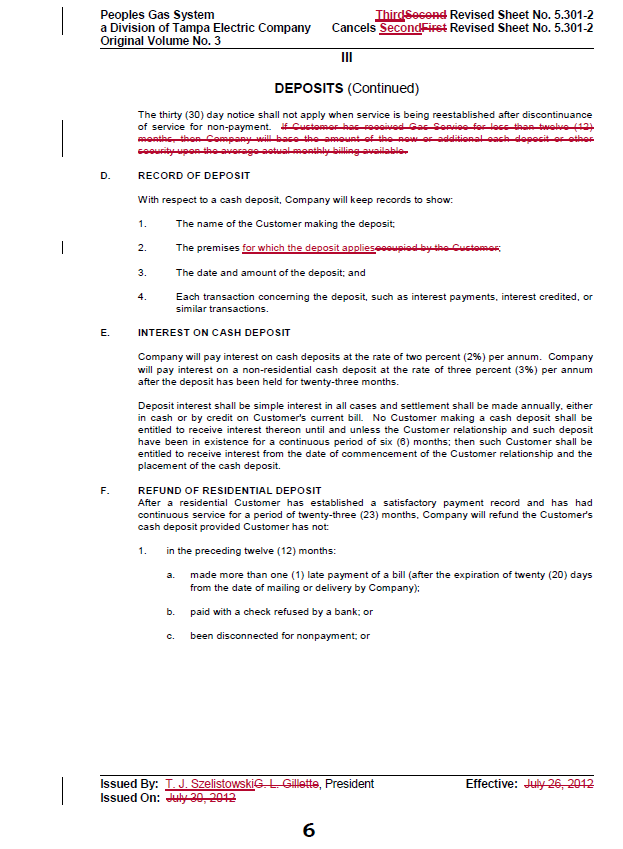 Peoples Gas System ThirdSecond Revised Sheet No. 5.301-2
a Division of Tampa Electric Company Cancels SecondFirst Revised Sheet No. 5.301-2
Original Volume No. 3
III
DEPOSITS (Continued)
The thirty (30) day notice shall not apply when service is being reestablished after discontinuance
of service for non-payment. If Customer has received Gas Service for less than twelve (12)
months, then Company will base the amount of the new or additional cash deposit or other
security upon the average actual monthly billing available.
D. RECORD OF DEPOSIT
With respect to a cash deposit, Company will keep records to show:
1. The name of the Customer making the deposit;
2. The premises for which the deposit appliesoccupied by the Customer;
3. The date and amount of the deposit; and
4. Each transaction concerning the deposit, such as interest payments, interest credited, or
similar transactions.
E. INTEREST ON CASH DEPOSIT
Company will pay interest on cash deposits at the rate of two percent (2%) per annum. Company
will pay interest on a non-residential cash deposit at the rate of three percent (3%) per annum
after the deposit has been held for twenty-three months.
Deposit interest shall be simple interest in all cases and settlement shall be made annually, either
in cash or by credit on Customer's current bill. No Customer making a cash deposit shall be
entitled to receive interest thereon until and unless the Customer relationship and such deposit
have been in existence for a continuous period of six (6) months; then such Customer shall be
entitled to receive interest from the date of commencement of the Customer relationship and the
placement of the cash deposit.
F. REFUND OF RESIDENTIAL DEPOSIT
After a residential Customer has established a satisfactory payment record and has had
continuous service for a period of twenty-three (23) months, Company will refund the Customer's
cash deposit provided Customer has not:
1. in the preceding twelve (12) months:
a. made more than one (1) late payment of a bill (after the expiration of twenty (20) days
from the date of mailing or delivery by Company);
b. paid with a check refused by a bank; or
c. been disconnected for nonpayment; or
Issued By: T. J. SzelistowskiG. L. Gillette, President Effective: July 26, 2012
Issued On: July 30, 2012
6